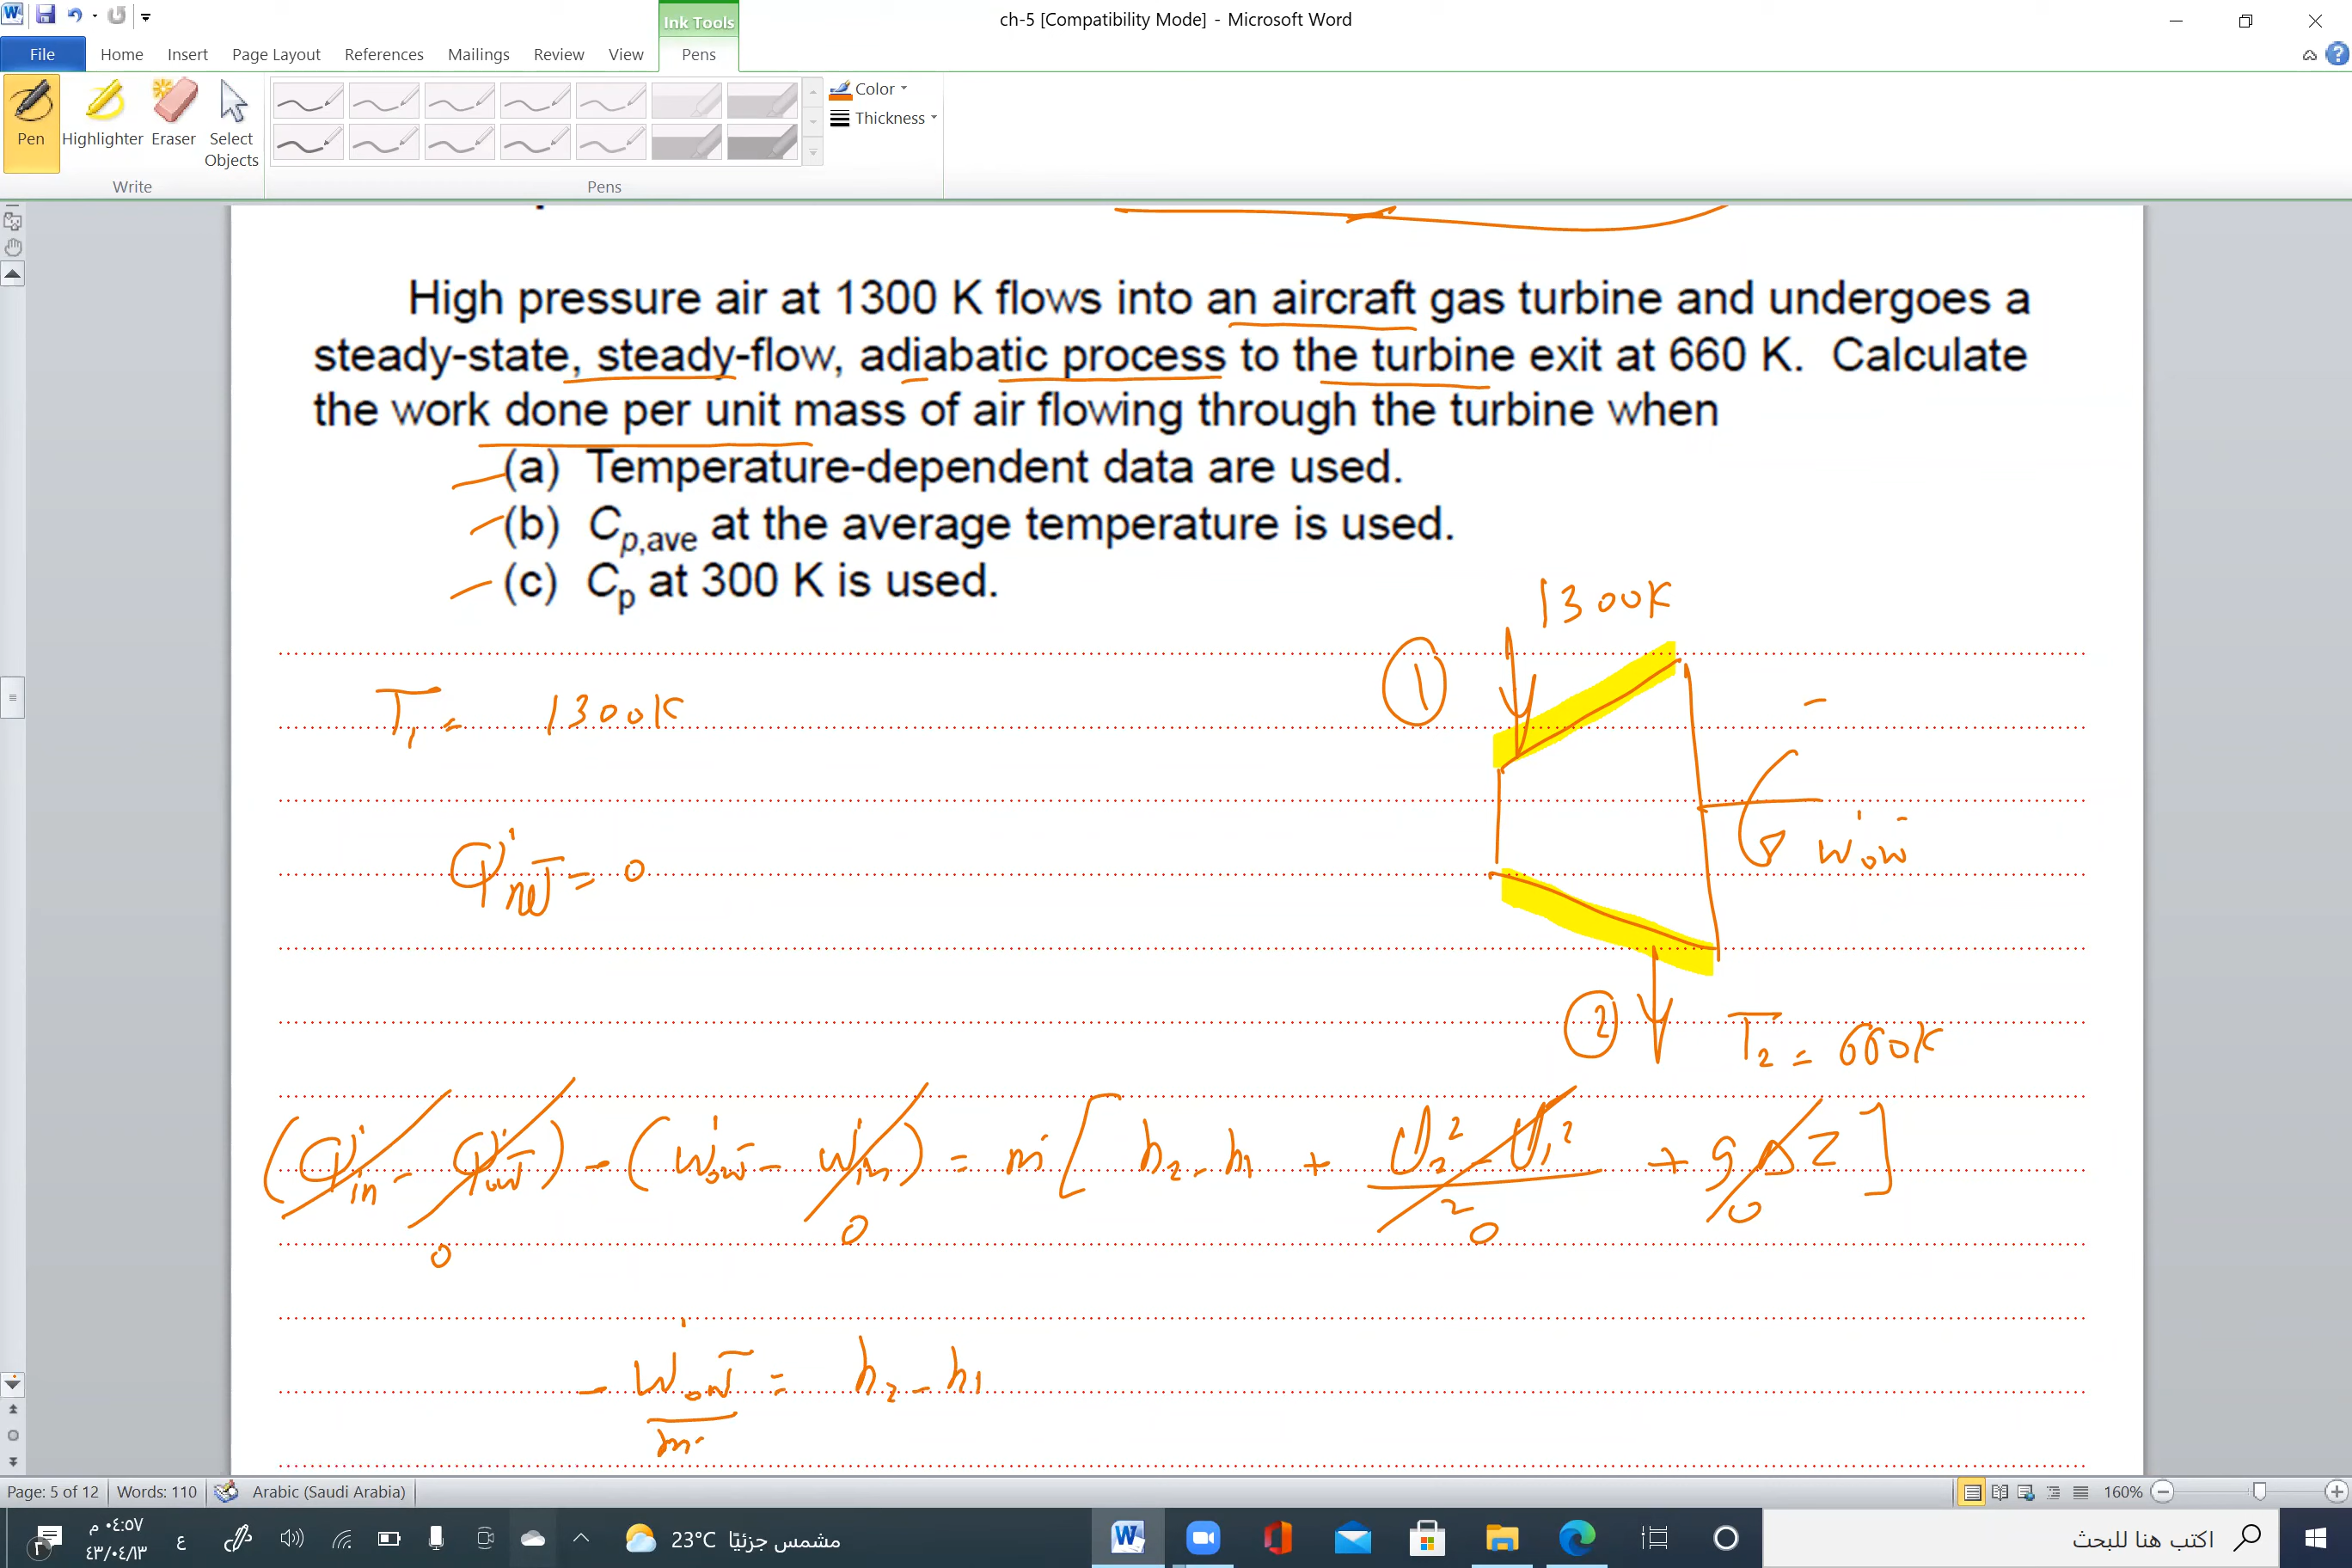 Ink Tools
ch-5 [Compatibility Mode] - Microsoft Word
File Home Insert Page Layout References Mailings Review View Pens
Pen Highlighter Eraser Select Objects
Color
Thickness
Write
Pens
High pressure air at 1300 K flows into an aircraft gas turbine and undergoes a
steady-state, steady-flow, adiabatic process to the turbine exit at 660 K. Calculate
the work done per unit mass of air flowing through the turbine when
(a) Temperature-dependent data are used.
(b) Cp,ave at the average temperature is used.
(c) Cp at 300 K is used.
1300K
①
T1 = 1300K
Ẇout
Q̇net = 0
② T2 = 660K
(Q̇in - Q̇out) - (Ẇout - Ẇin) = ṁ [ h2 - h1 + (V2² - V1²)/2 + gΔz ]
0 0 0 0
- Ẇout/ṁ = h2 - h1
Page: 5 of 12 Words: 110 Arabic (Saudi Arabia) 160%
٠٤:٥٧ م
٤٣/٠٤/١٣
ع
23°C مشمس جزئيًا
اكتب هنا للبحث